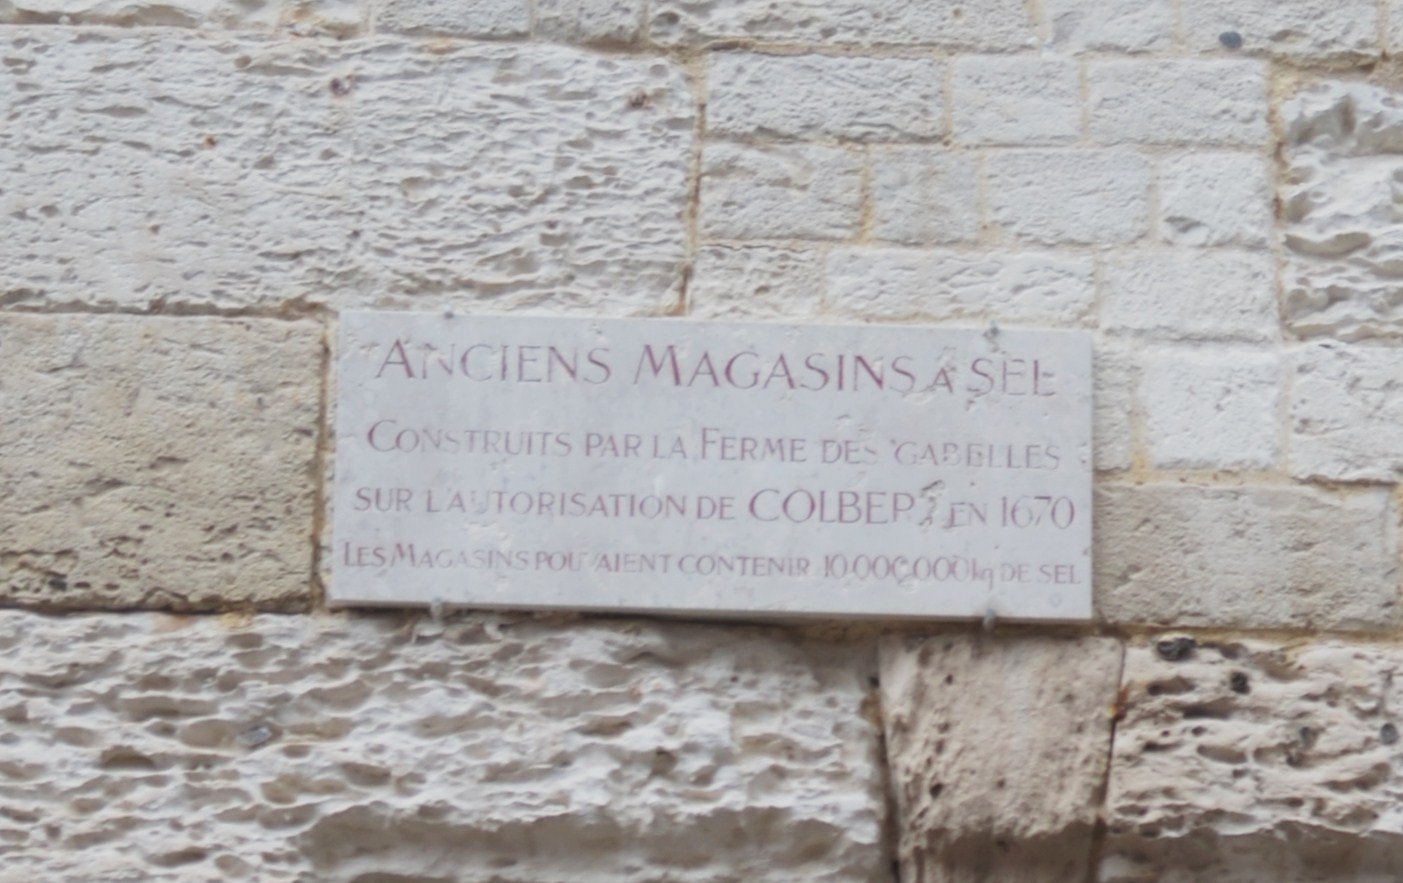 ANCIENS MAGASINS A SEL
CONSTRUITS PAR LA FERME DES GABELLES
SUR L'AUTORISATION DE COLBERT EN 1670
LES MAGASINS POUVAIENT CONTENIR 10.000.000 kg DE SEL